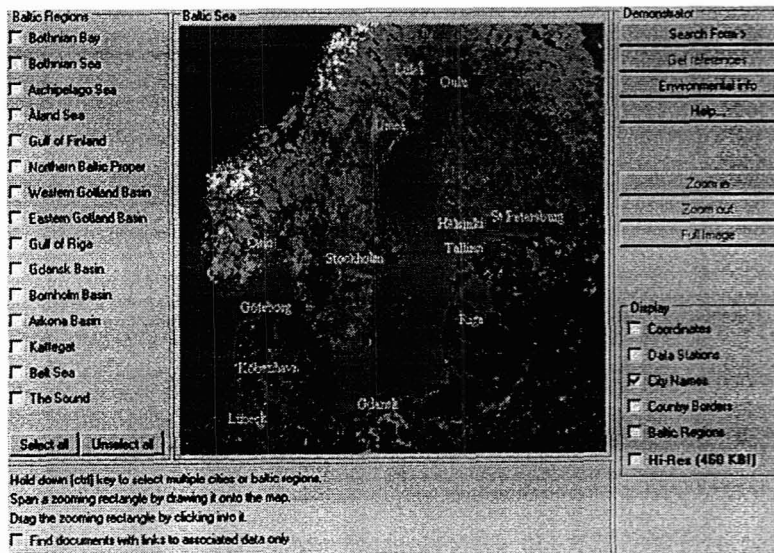 Baltic Regions
Bothnian Bay
Bothnian Sea
Archipelago Sea
Åland Sea
Gulf of Finland
Northern Baltic Proper
Western Gotland Basin
Eastern Gotland Basin
Gulf of Riga
Gdansk Basin
Bornholm Basin
Arkona Basin
Kattegat
Belt Sea
The Sound
Select all
Unselect all
Baltic Sea
Luleå
Oulu
Umeå
Helsinki
St Petersburg
Oslo
Tallinn
Stockholm
Göteborg
Riga
København
Gdansk
Lübeck
Demonstrator
Search Form >
Get references
Environmental info
Help...
Zoom in
Zoom out
Full Image
Display
Coordinates
Data Stations
City Names
Country Borders
Baltic Regions
Hi-Res (460 KB!)
Hold down [ctrl] key to select multiple cities or baltic regions.
Span a zooming rectangle by drawing it onto the map.
Drag the zooming rectangle by clicking into it.
Find documents with links to associated data only